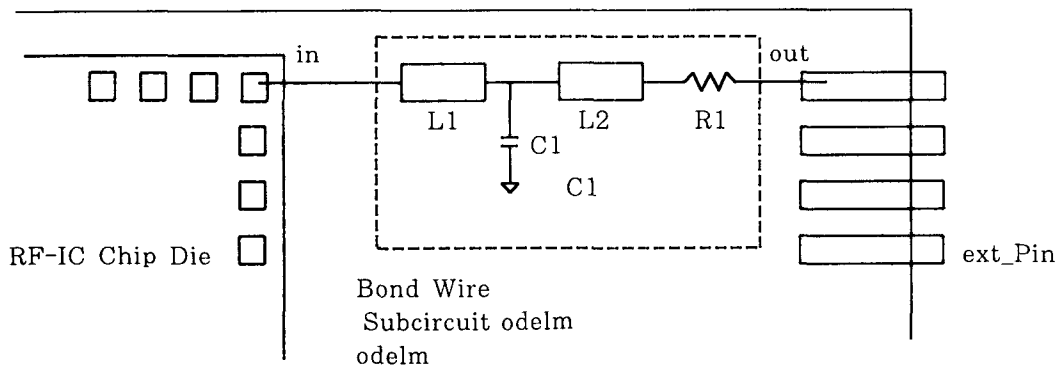 in
out
L1
L2
R1
C1
C1
RF-IC Chip Die
ext_Pin
Bond Wire
Subcircuit odelm
odelm